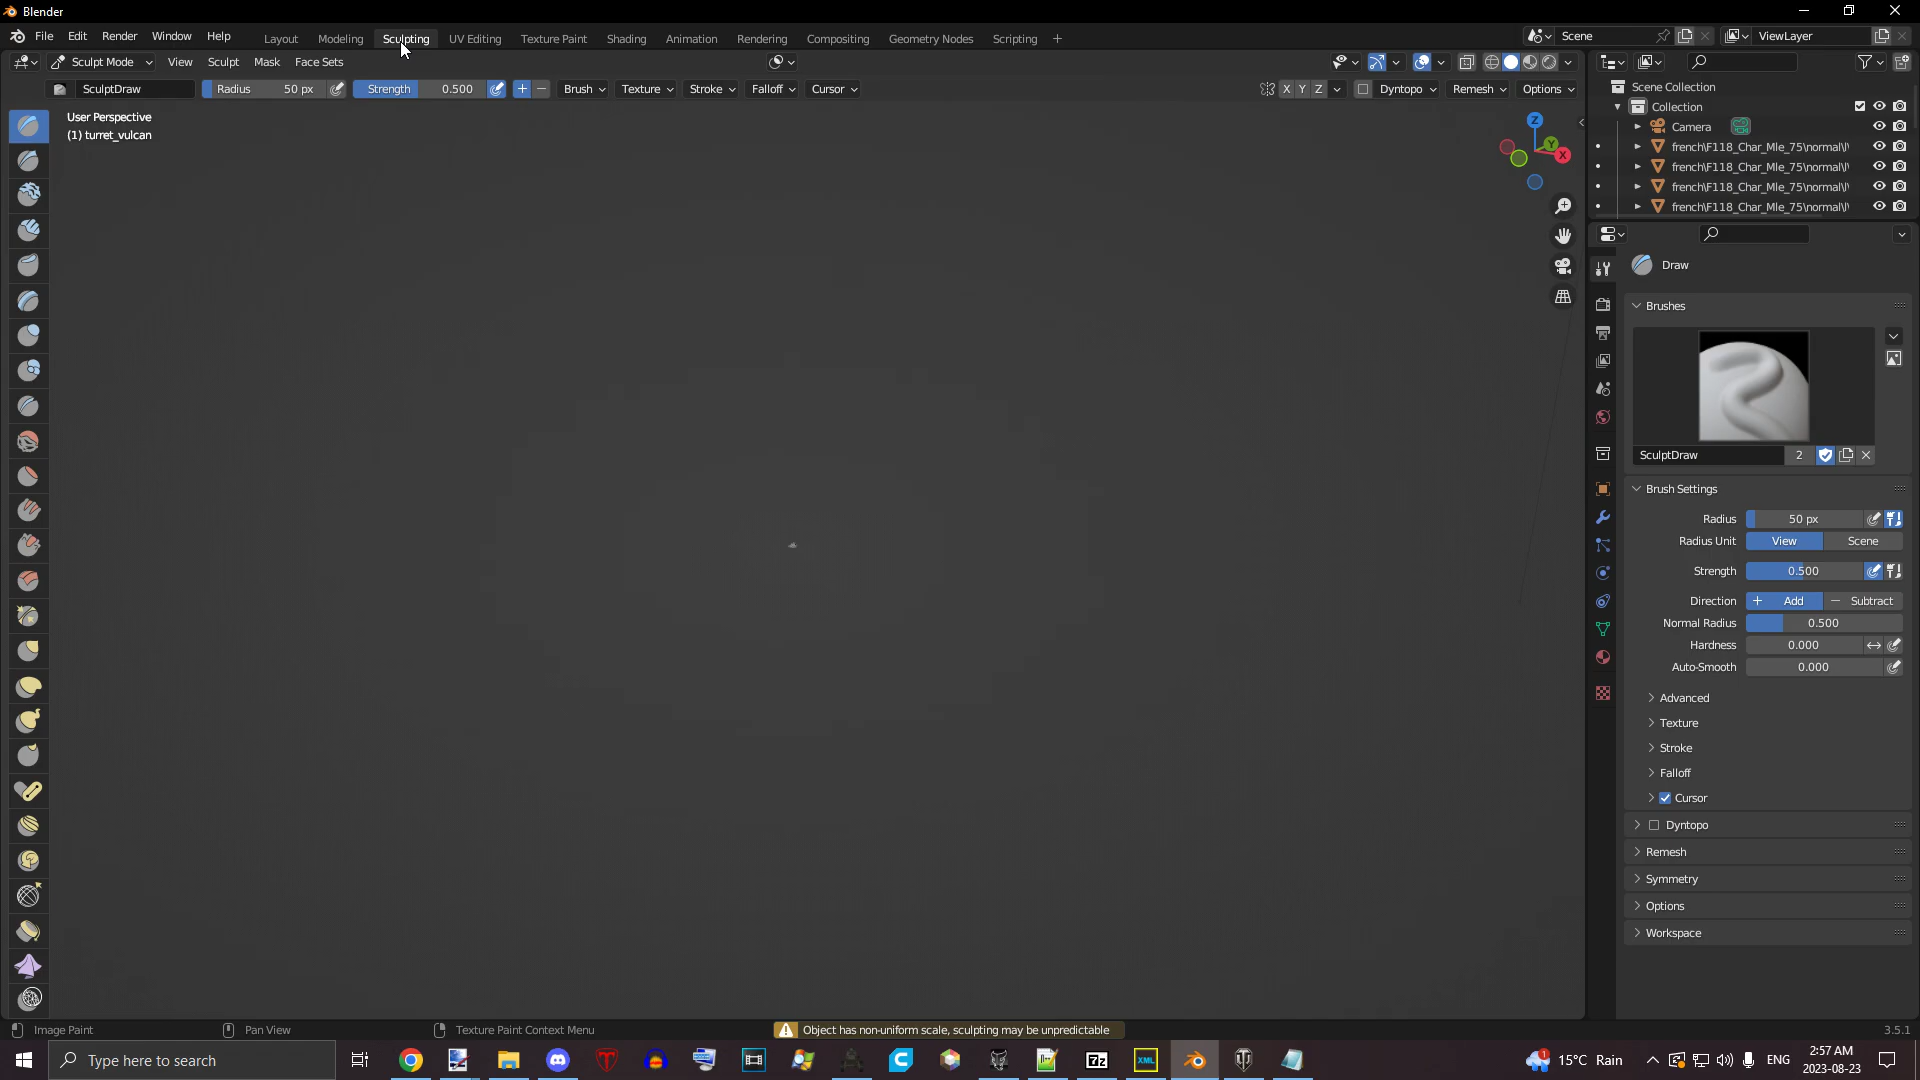 Blender
File Edit Render Window Help Layout Modeling Sculpting UV Editing Texture Paint Shading Animation Rendering Compositing Geometry Nodes Scripting + Scene ViewLayer
Sculpt Mode View Sculpt Mask Face Sets
SculptDraw Radius 50 px Strength 0.500 + − Brush Texture Stroke Falloff Cursor X Y Z Dyntopo Remesh Options
User Perspective
(1) turret_vulcan
Z
Y
X
Scene Collection
Collection
Camera
french\F118_Char_Mle_75\normal\l\
french\F118_Char_Mle_75\normal\l\
french\F118_Char_Mle_75\normal\l\
french\F118_Char_Mle_75\normal\l\
Draw
Brushes
SculptDraw 2
Brush Settings
Radius 50 px
Radius Unit View Scene
Strength 0.500
Direction + Add − Subtract
Normal Radius 0.500
Hardness 0.000
Auto-Smooth 0.000
Advanced
Texture
Stroke
Falloff
Cursor
Dyntopo
Remesh
Symmetry
Options
Workspace
Image Paint Pan View Texture Paint Context Menu Object has non-uniform scale, sculpting may be unpredictable 3.5.1
Type here to search 7z XML 1 15°C Rain ENG 2:57 AM
2023-08-23